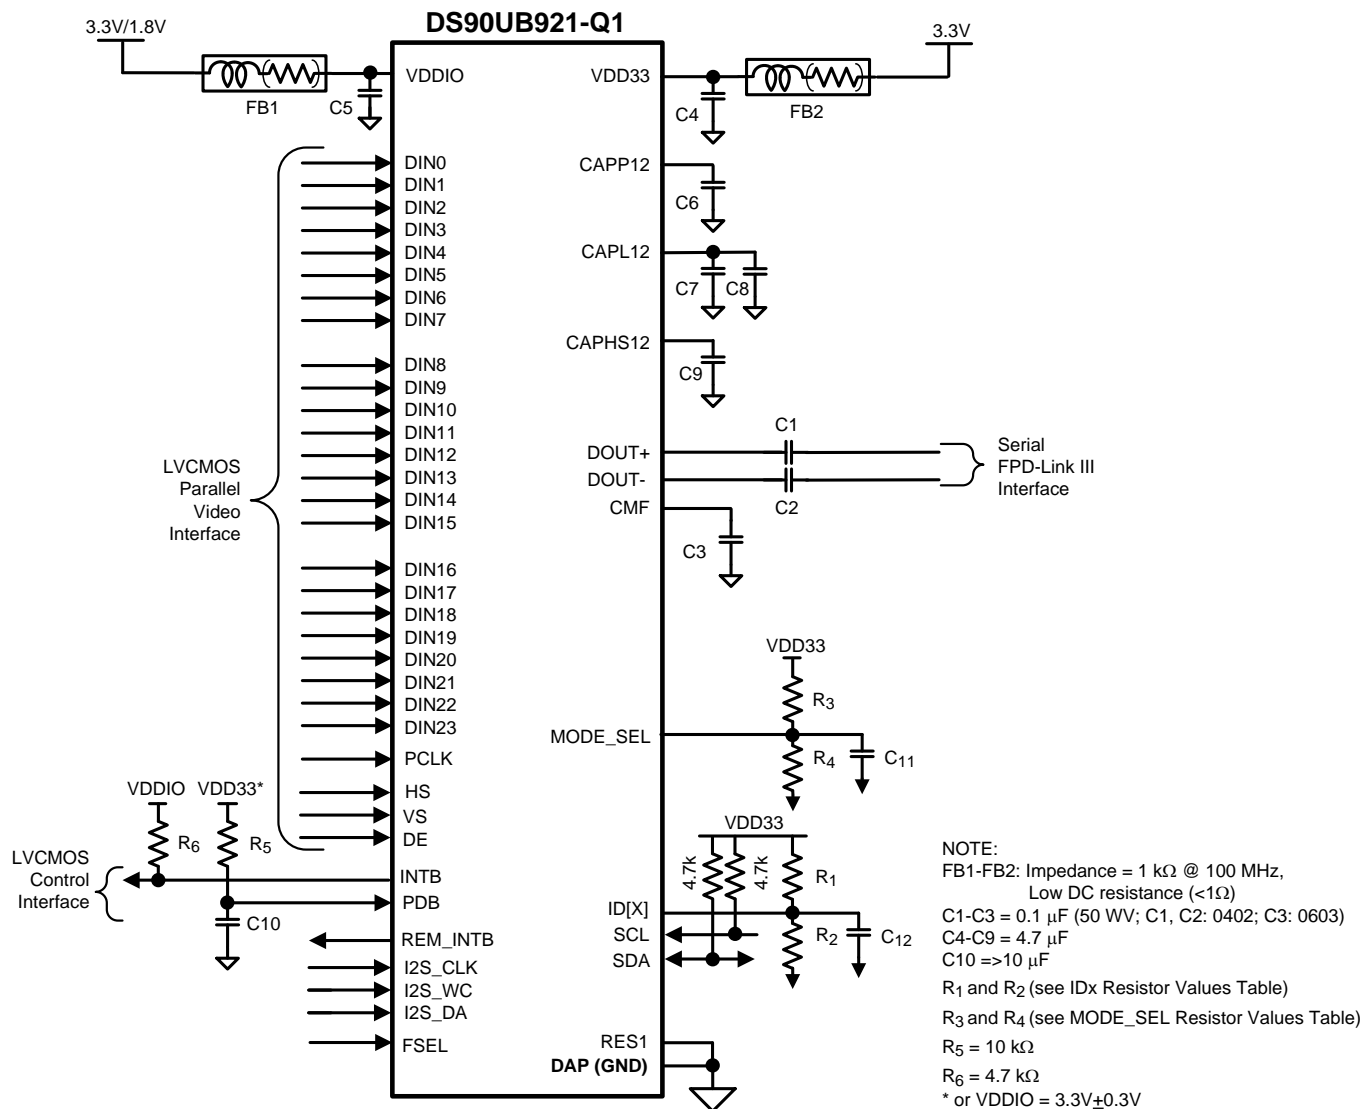 DS90UB921-Q1
3.3V/1.8V
FB1
C5
VDDIO
VDD33
C4
FB2
3.3V
DIN0
DIN1
DIN2
DIN3
DIN4
DIN5
DIN6
DIN7
DIN8
DIN9
DIN10
DIN11
DIN12
DIN13
DIN14
DIN15
DIN16
DIN17
DIN18
DIN19
DIN20
DIN21
DIN22
DIN23
PCLK
HS
VS
DE
LVCMOS
Parallel
Video
Interface
VDDIO
VDD33*
R6
R5
LVCMOS
Control
Interface
C10
INTB
PDB
REM_INTB
I2S_CLK
I2S_WC
I2S_DA
FSEL
CAPP12
C6
CAPL12
C7
C8
CAPHS12
C9
DOUT+
DOUT-
CMF
C1
C2
C3
Serial
FPD-Link III
Interface
VDD33
R3
MODE_SEL
R4
C11
VDD33
4.7k
4.7k
R1
ID[X]
SCL
SDA
R2
C12
RES1
DAP (GND)
NOTE:
FB1-FB2: Impedance = 1 kΩ @ 100 MHz,
Low DC resistance (<1Ω)
C1-C3 = 0.1 μF (50 WV; C1, C2: 0402; C3: 0603)
C4-C9 = 4.7 μF
C10 =>10 μF
R1 and R2 (see IDx Resistor Values Table)
R3 and R4 (see MODE_SEL Resistor Values Table)
R5 = 10 kΩ
R6 = 4.7 kΩ
* or VDDIO = 3.3V±0.3V